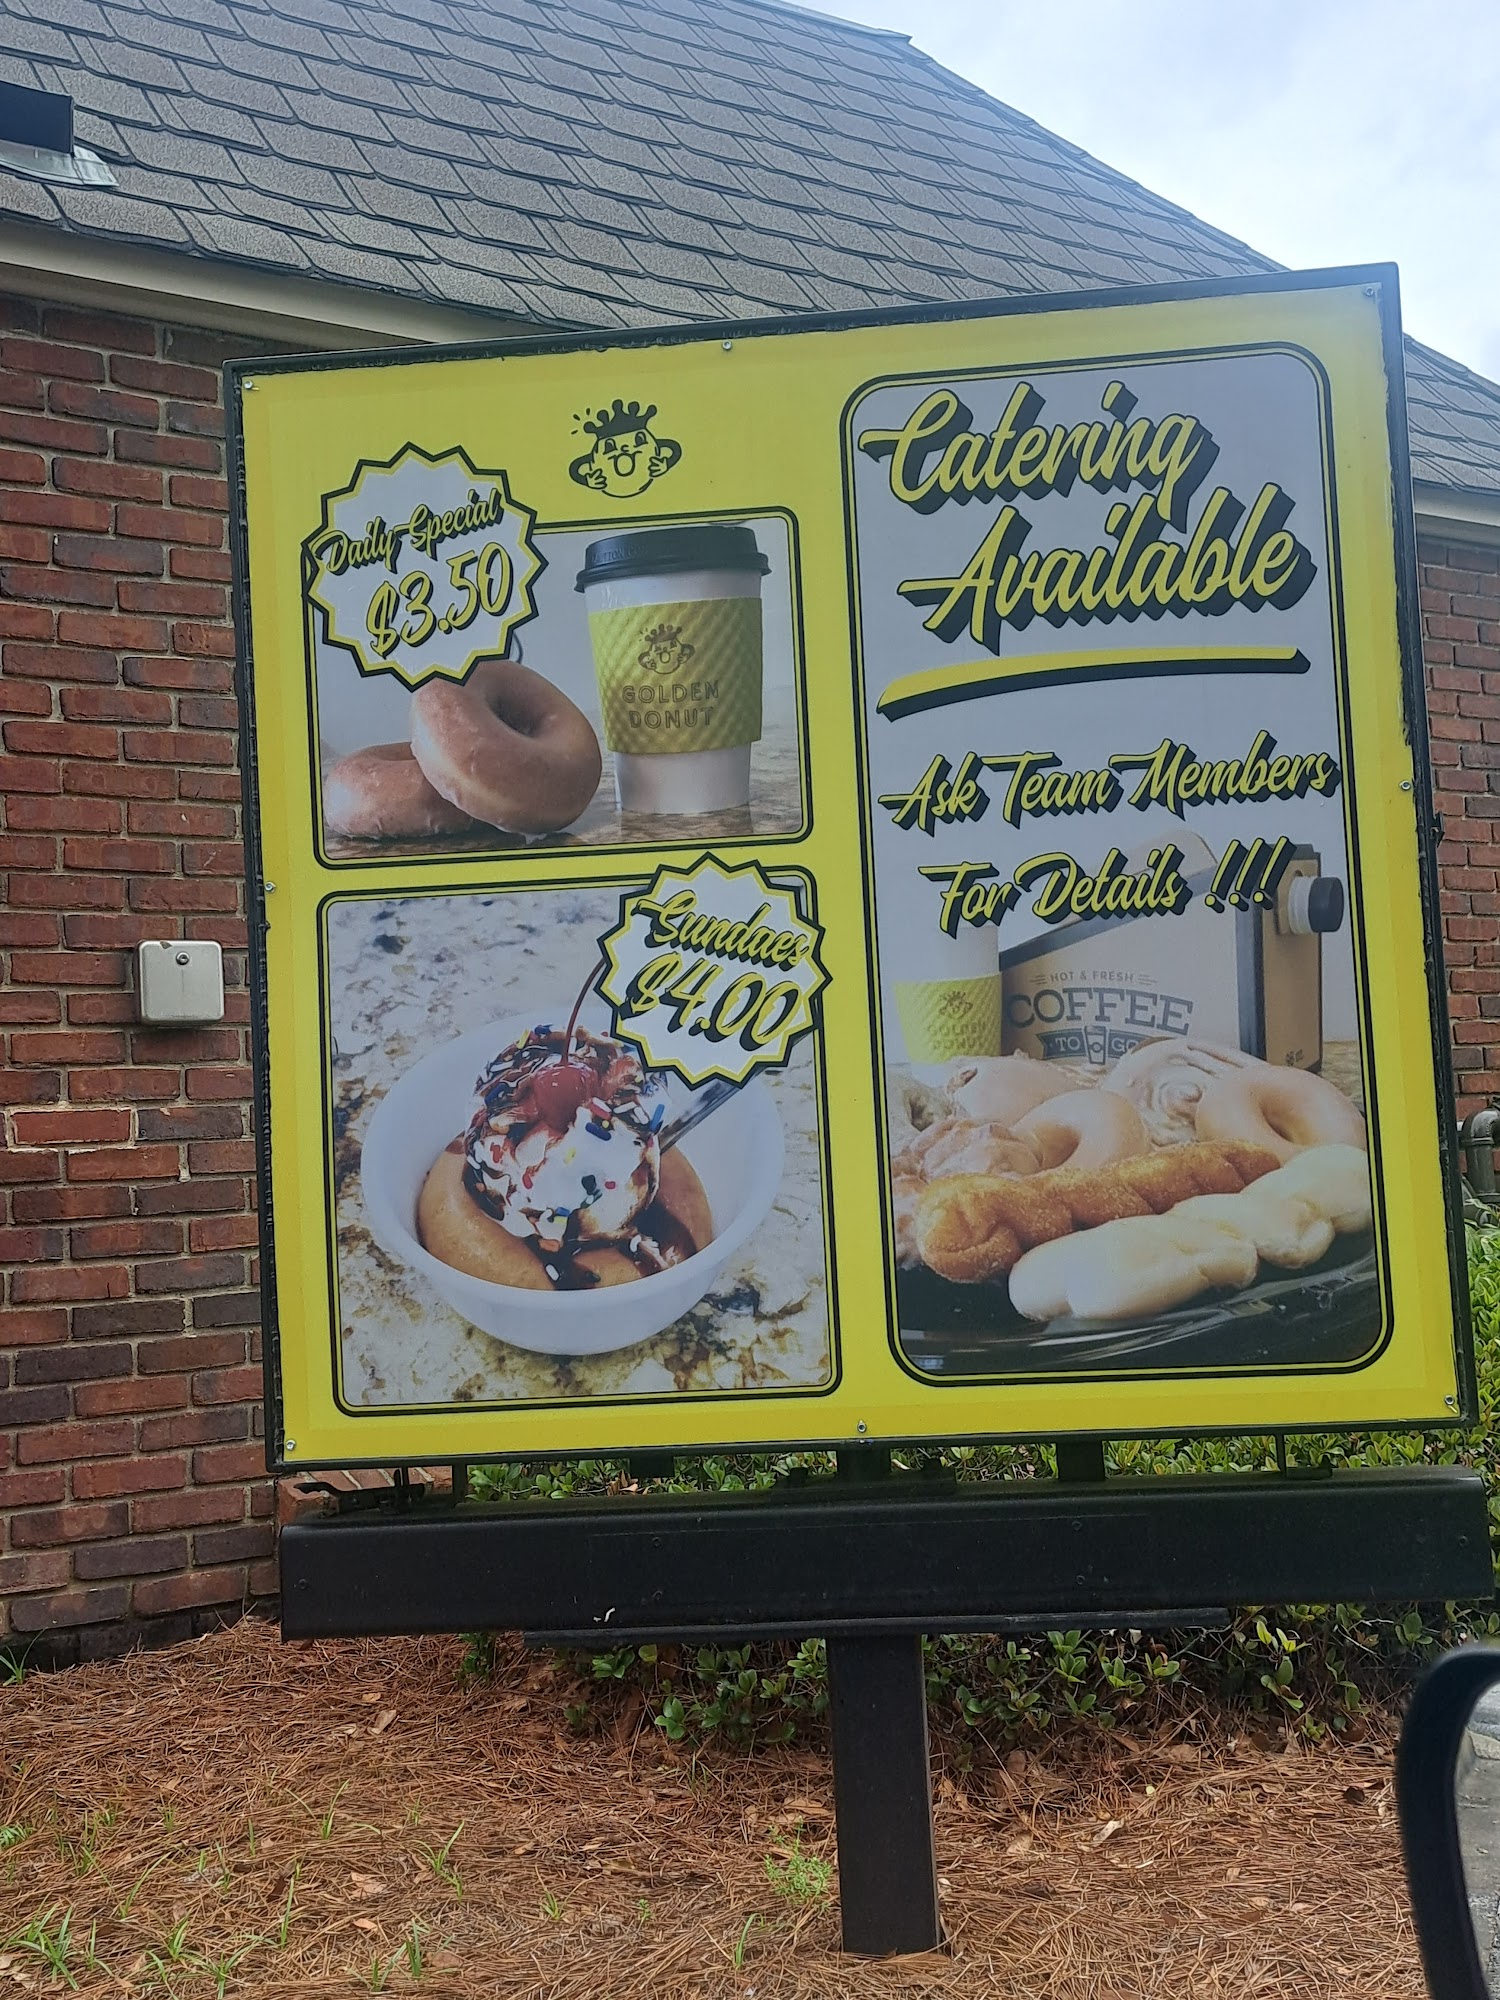 Daily Special
$3.50
GOLDEN
DONUT
Sundaes
$4.00
Catering
Available
Ask Team Members
For Details !!!
HOT & FRESH
COFFEE
TO GO
GOLDEN
DONUT